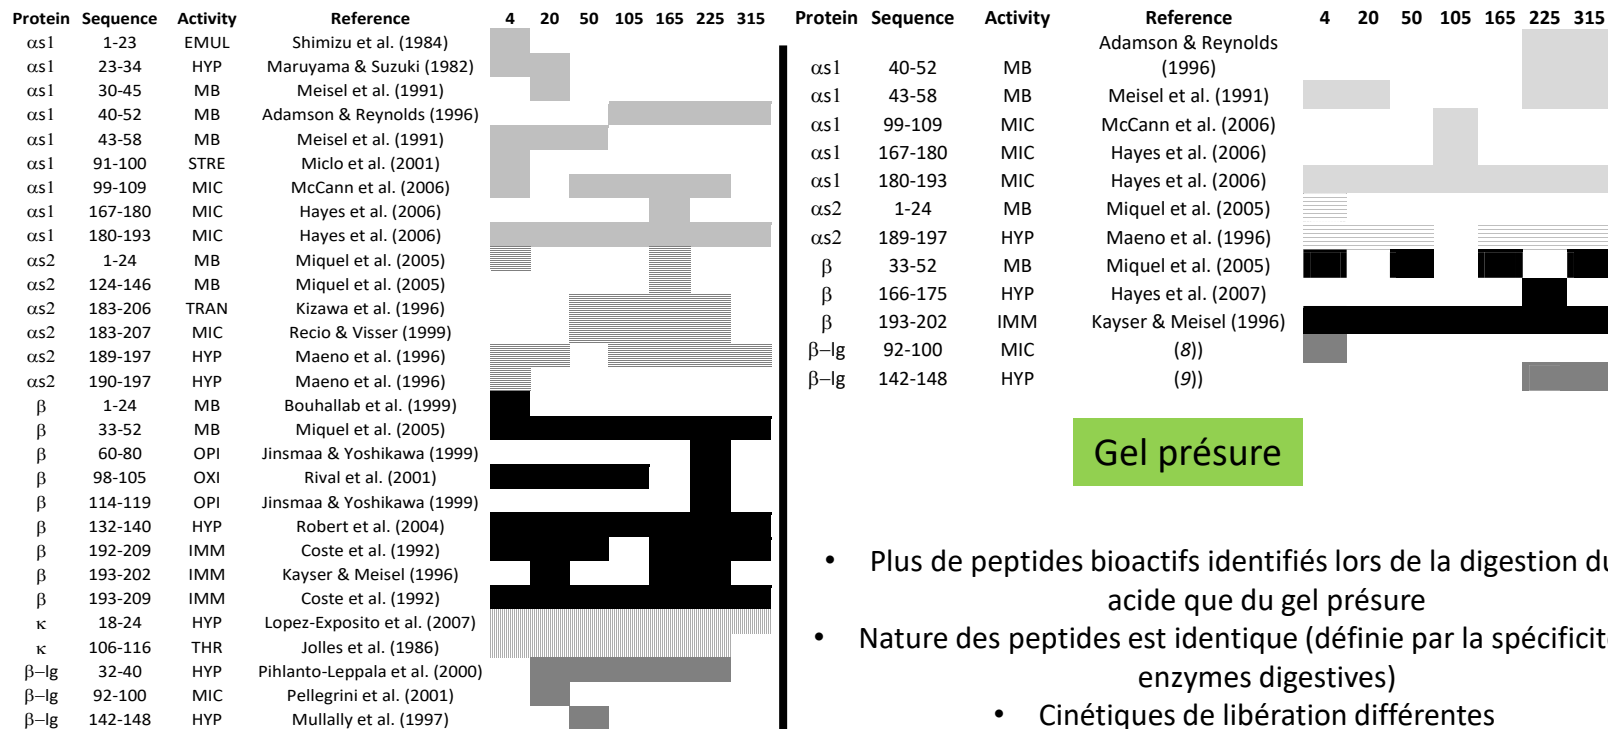 Protein Sequence Activity Reference 4 20 50 105 165 225 315
αs1 1-23 EMUL Shimizu et al. (1984)
αs1 23-34 HYP Maruyama & Suzuki (1982)
αs1 30-45 MB Meisel et al. (1991)
αs1 40-52 MB Adamson & Reynolds (1996)
αs1 43-58 MB Meisel et al. (1991)
αs1 91-100 STRE Miclo et al. (2001)
αs1 99-109 MIC McCann et al. (2006)
αs1 167-180 MIC Hayes et al. (2006)
αs1 180-193 MIC Hayes et al. (2006)
αs2 1-24 MB Miquel et al. (2005)
αs2 124-146 MB Miquel et al. (2005)
αs2 183-206 TRAN Kizawa et al. (1996)
αs2 183-207 MIC Recio & Visser (1999)
αs2 189-197 HYP Maeno et al. (1996)
αs2 190-197 HYP Maeno et al. (1996)
β 1-24 MB Bouhallab et al. (1999)
β 33-52 MB Miquel et al. (2005)
β 60-80 OPI Jinsmaa & Yoshikawa (1999)
β 98-105 OXI Rival et al. (2001)
β 114-119 OPI Jinsmaa & Yoshikawa (1999)
β 132-140 HYP Robert et al. (2004)
β 192-209 IMM Coste et al. (1992)
β 193-202 IMM Kayser & Meisel (1996)
β 193-209 IMM Coste et al. (1992)
κ 18-24 HYP Lopez-Exposito et al. (2007)
κ 106-116 THR Jolles et al. (1986)
β–lg 32-40 HYP Pihlanto-Leppala et al. (2000)
β–lg 92-100 MIC Pellegrini et al. (2001)
β–lg 142-148 HYP Mullally et al. (1997)
Protein Sequence Activity Reference 4 20 50 105 165 225 315
Adamson & Reynolds
αs1 40-52 MB (1996)
αs1 43-58 MB Meisel et al. (1991)
αs1 99-109 MIC McCann et al. (2006)
αs1 167-180 MIC Hayes et al. (2006)
αs1 180-193 MIC Hayes et al. (2006)
αs2 1-24 MB Miquel et al. (2005)
αs2 189-197 HYP Maeno et al. (1996)
β 33-52 MB Miquel et al. (2005)
β 166-175 HYP Hayes et al. (2007)
β 193-202 IMM Kayser & Meisel (1996)
β–lg 92-100 MIC (8))
β–lg 142-148 HYP (9))
Gel présure
• Plus de peptides bioactifs identifiés lors de la digestion du
acide que du gel présure
• Nature des peptides est identique (définie par la spécificité
enzymes digestives)
• Cinétiques de libération différentes